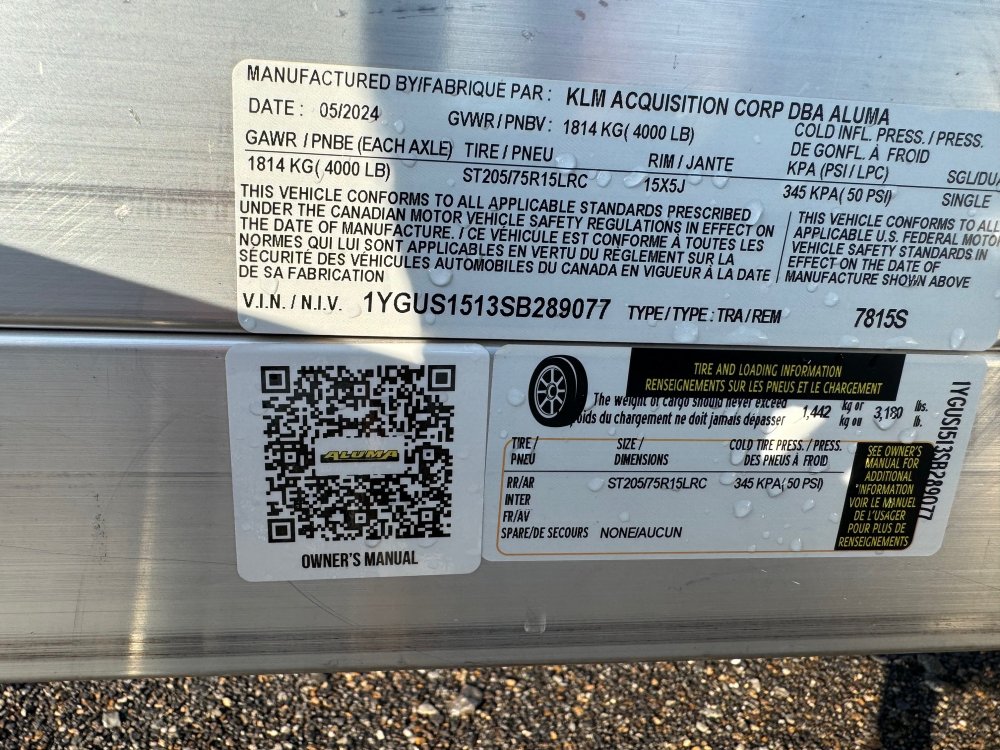 MANUFACTURED BY/FABRIQUÉ PAR : KLM ACQUISITION CORP DBA ALUMA
DATE : 05/2024 GVWR / PNBV : 1814 KG( 4000 LB)
COLD INFL. PRESS. / PRESS.
DE GONFL. À FROID
GAWR / PNBE (EACH AXLE) TIRE / PNEU RIM / JANTE KPA (PSI / LPC) SGL/DU
1814 KG( 4000 LB) ST205/75R15LRC 15X5J 345 KPA( 50 PSI) SINGLE
THIS VEHICLE CONFORMS TO ALL APPLICABLE STANDARDS PRESCRIBED
UNDER THE CANADIAN MOTOR VEHICLE SAFETY REGULATIONS IN EFFECT ON
THE DATE OF MANUFACTURE. / CE VÉHICULE EST CONFORME À TOUTES LES
NORMES QUI LUI SONT APPLICABLES EN VERTU DU RÈGLEMENT SUR LA
SÉCURITÉ DES VÉHICULES AUTOMOBILES DU CANADA EN VIGUEUR À LA DATE
DE SA FABRICATION
THIS VEHICLE CONFORMS TO AL
APPLICABLE U.S. FEDERAL MOTO
VEHICLE SAFETY STANDARDS IN
EFFECT ON THE DATE OF
MANUFACTURE SHOWN ABOVE
V.I.N. / N.I.V. 1YGUS1513SB289077 TYPE / TYPE : TRA / REM 7815S
ALUMA
OWNER'S MANUAL
TIRE AND LOADING INFORMATION
RENSEIGNEMENTS SUR LES PNEUS ET LE CHARGEMENT
The weight of cargo should never exceed 1,442 kg or 3,180 lbs.
oids du chargement ne doit jamais dépasser kg ou lb.
TIRE / SIZE / COLD TIRE PRESS. / PRESS.
PNEU DIMENSIONS DES PNEUS À FROID
RR/AR ST205/75R15LRC 345 KPA( 50 PSI)
INTER
FR/AV
SPARE/DE SECOURS NONE/AUCUN
SEE OWNER'S
MANUAL FOR
ADDITIONAL
INFORMATION
VOIR LE MANUEL
DE L'USAGER
POUR PLUS DE
RENSEIGNEMENTS
1YGUS1513SB289077